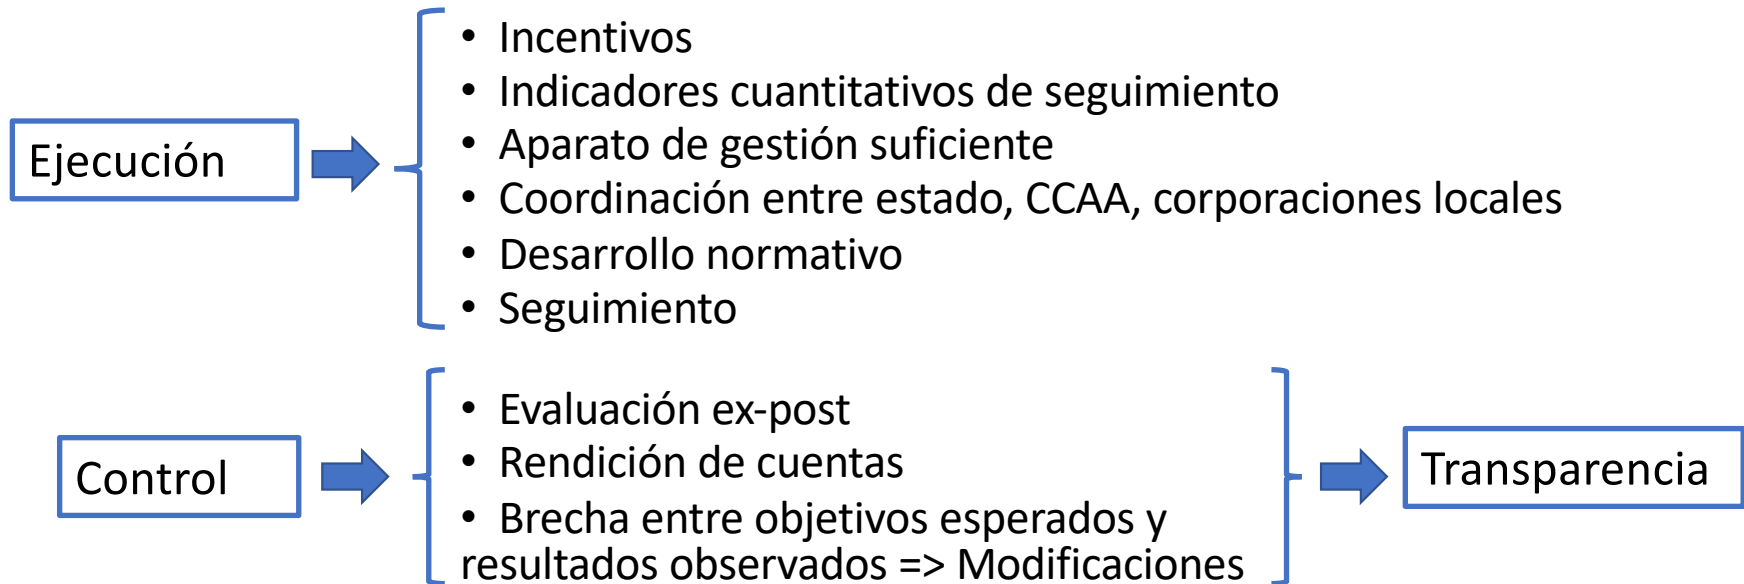 Ejecución
• Incentivos
• Indicadores cuantitativos de seguimiento
• Aparato de gestión suficiente
• Coordinación entre estado, CCAA, corporaciones locales
• Desarrollo normativo
• Seguimiento
Control
• Evaluación ex-post
• Rendición de cuentas
• Brecha entre objetivos esperados y
resultados observados => Modificaciones
Transparencia